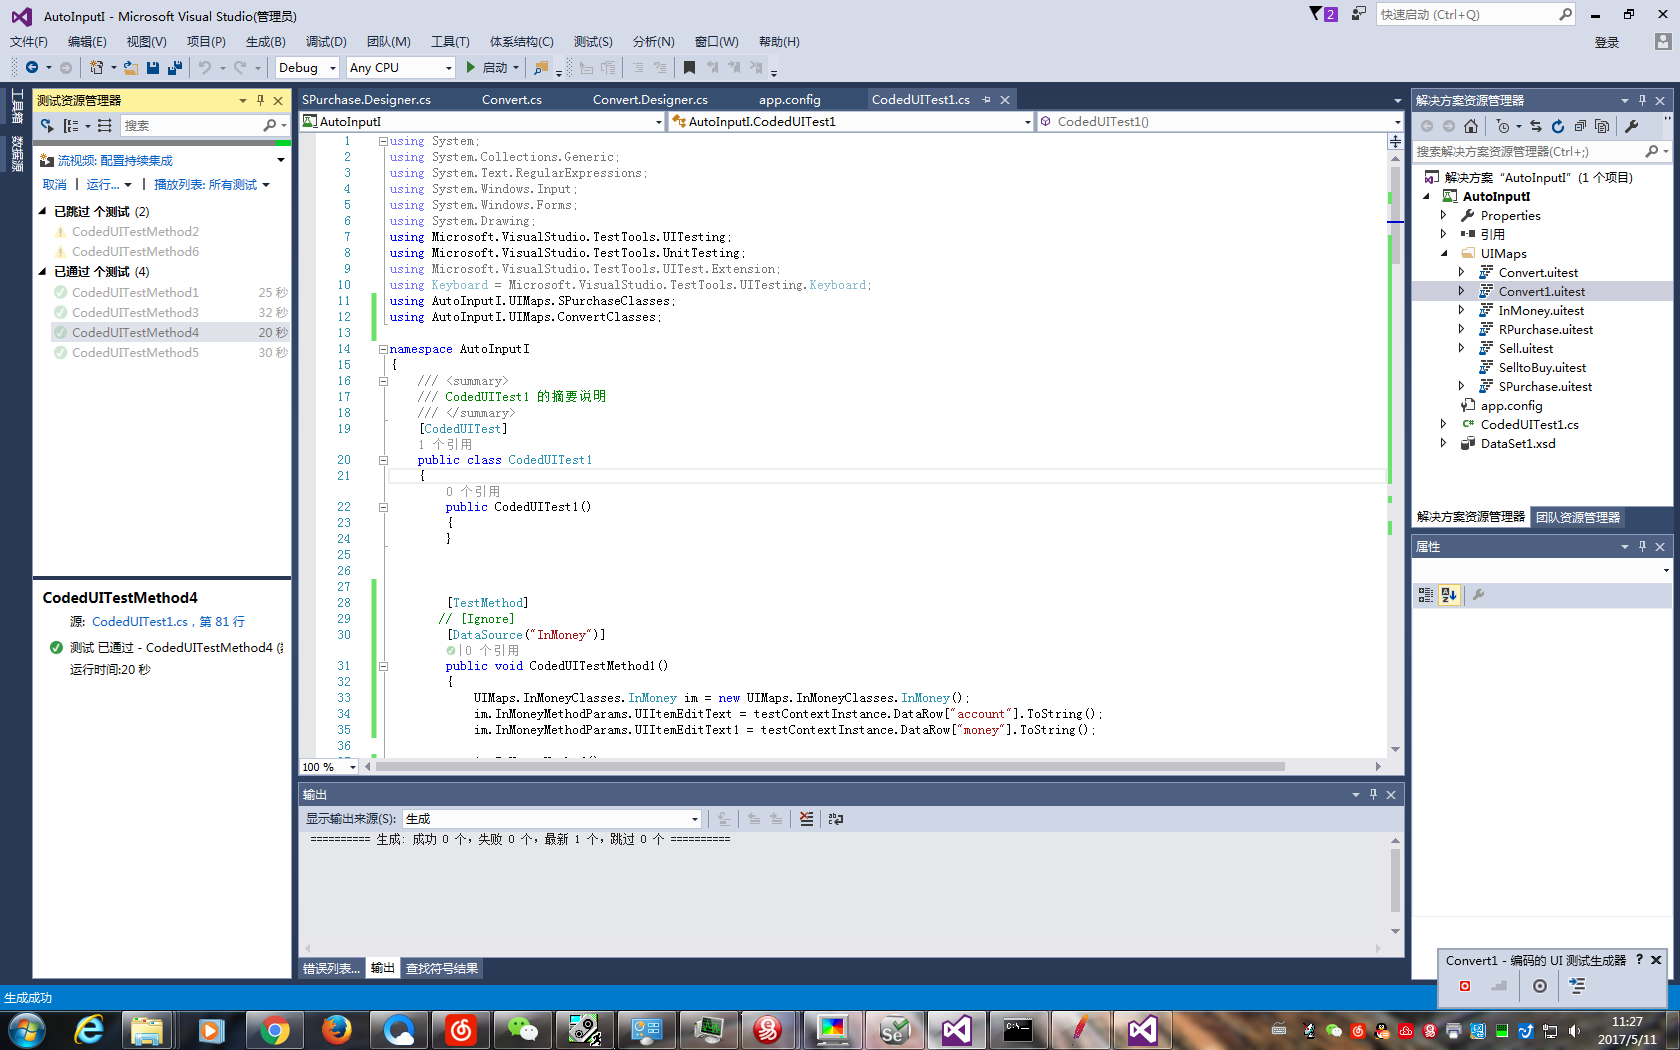 AutoInputI - Microsoft Visual Studio(管理员)
2
快速启动 (Ctrl+Q)
文件(F) 编辑(E) 视图(V) 项目(P) 生成(B) 调试(D) 团队(M) 工具(T) 体系结构(C) 测试(S) 分析(N) 窗口(W) 帮助(H)
登录
Debug Any CPU 启动
工具箱
数据源
测试资源管理器
搜索
流视频: 配置持续集成
取消 | 运行... | 播放列表: 所有测试
已跳过 个测试 (2)
CodedUITestMethod2
CodedUITestMethod6
已通过 个测试 (4)
CodedUITestMethod1 25 秒
CodedUITestMethod3 32 秒
CodedUITestMethod4 20 秒
CodedUITestMethod5 30 秒
CodedUITestMethod4
源: CodedUITest1.cs，第 81 行
测试 已通过 - CodedUITestMethod4
运行时间:20 秒
SPurchase.Designer.cs Convert.cs Convert.Designer.cs app.config CodedUITest1.cs
AutoInputI AutoInputI.CodedUITest1 CodedUITest1()
1 using System;
2 using System.Collections.Generic;
3 using System.Text.RegularExpressions;
4 using System.Windows.Input;
5 using System.Windows.Forms;
6 using System.Drawing;
7 using Microsoft.VisualStudio.TestTools.UITesting;
8 using Microsoft.VisualStudio.TestTools.UnitTesting;
9 using Microsoft.VisualStudio.TestTools.UITest.Extension;
10 using Keyboard = Microsoft.VisualStudio.TestTools.UITesting.Keyboard;
11 using AutoInputI.UIMaps.SPurchaseClasses;
12 using AutoInputI.UIMaps.ConvertClasses;
13
14 namespace AutoInputI
15 {
16 /// <summary>
17 /// CodedUITest1 的摘要说明
18 /// </summary>
19 [CodedUITest]
1 个引用
20 public class CodedUITest1
21 {
0 个引用
22 public CodedUITest1()
23 {
24 }
25
26
27
28 [TestMethod]
29 // [Ignore]
30 [DataSource("InMoney")]
|0 个引用
31 public void CodedUITestMethod1()
32 {
33 UIMaps.InMoneyClasses.InMoney im = new UIMaps.InMoneyClasses.InMoney();
34 im.InMoneyMethodParams.UIItemEditText = testContextInstance.DataRow["account"].ToString();
35 im.InMoneyMethodParams.UIItemEditText1 = testContextInstance.DataRow["money"].ToString();
36
100 %
输出
显示输出来源(S): 生成
========== 生成: 成功 0 个，失败 0 个，最新 1 个，跳过 0 个 ==========
错误列表... 输出 查找符号结果
解决方案资源管理器
搜索解决方案资源管理器(Ctrl+;)
解决方案 "AutoInputI" (1 个项目)
AutoInputI
Properties
引用
UIMaps
Convert.uitest
Convert1.uitest
InMoney.uitest
RPurchase.uitest
Sell.uitest
SelltoBuy.uitest
SPurchase.uitest
app.config
CodedUITest1.cs
DataSet1.xsd
解决方案资源管理器 团队资源管理器
属性
Convert1 - 编码的 UI 测试生成器 ?
生成成功
11:27
2017/5/11